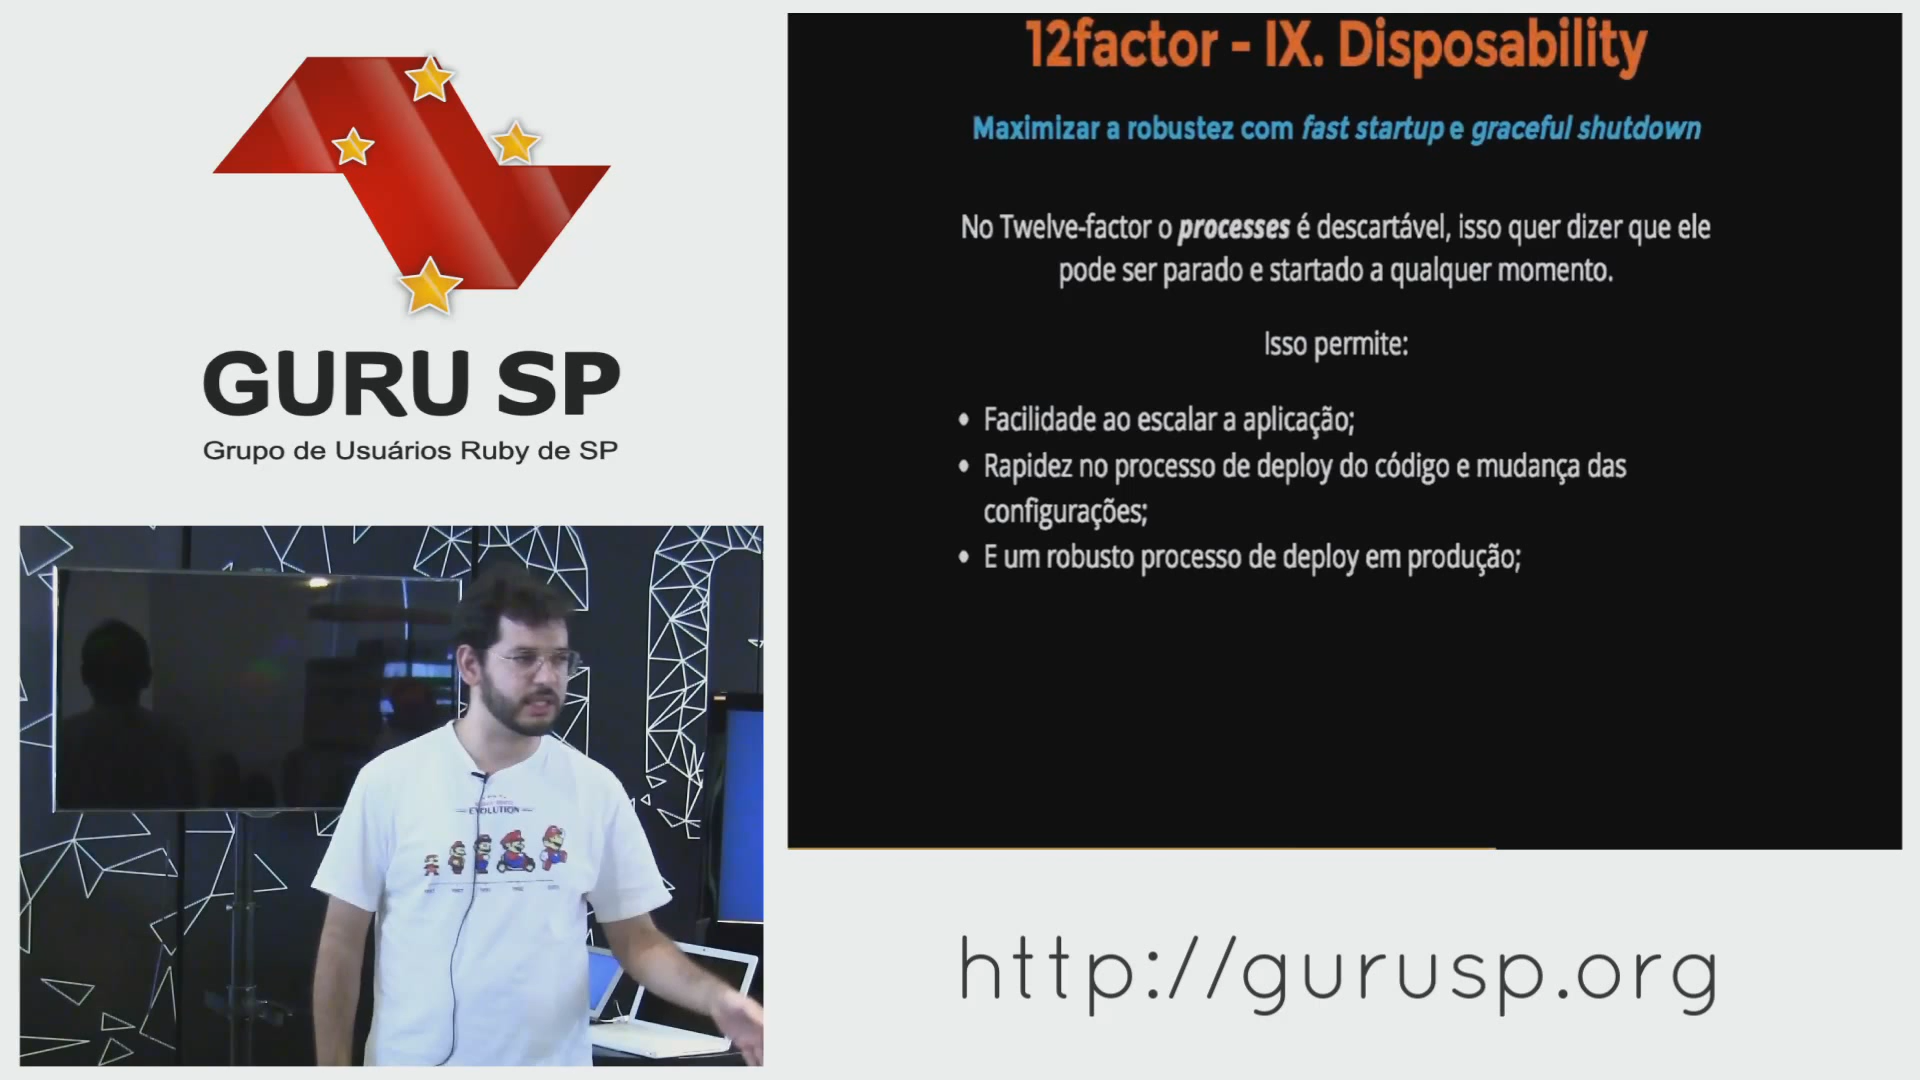 GURU SP
Grupo de Usuários Ruby de SP
12factor - IX. Disposability
Maximizar a robustez com fast startup e graceful shutdown
No Twelve-factor o processes é descartável, isso quer dizer que ele
pode ser parado e startado a qualquer momento.
Isso permite:
• Facilidade ao escalar a aplicação;
• Rapidez no processo de deploy do código e mudança das
configurações;
• E um robusto processo de deploy em produção;
EVOLUTION
http://gurusp.org